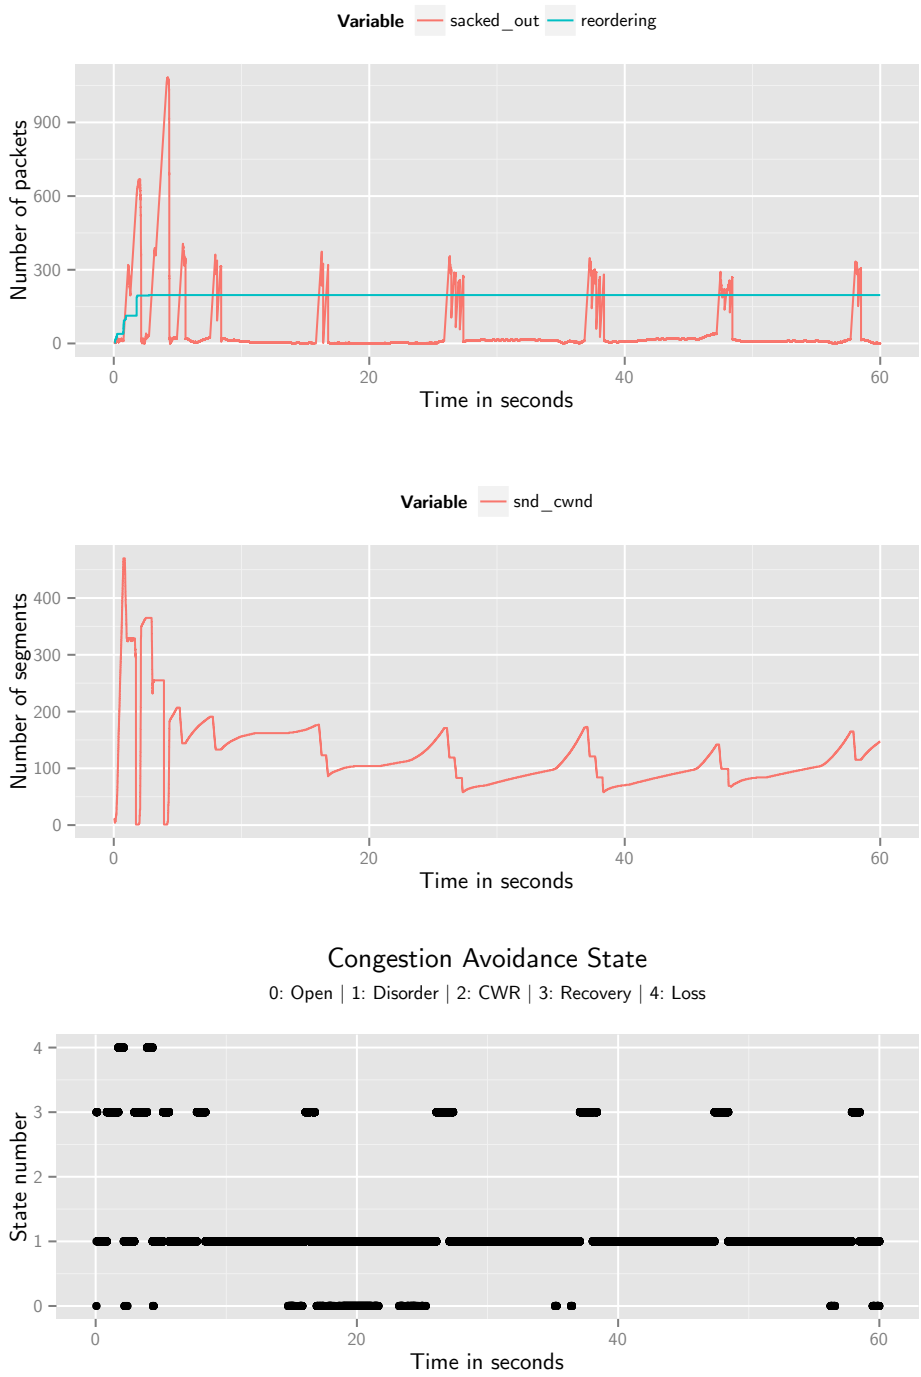 Variable sacked_out reordering
Number of packets
900
600
300
0
0 20 40 60
Time in seconds
Variable snd_cwnd
Number of segments
400
300
200
100
0
0 20 40 60
Time in seconds
Congestion Avoidance State
0: Open | 1: Disorder | 2: CWR | 3: Recovery | 4: Loss
State number
4
3
2
1
0
0 20 40 60
Time in seconds